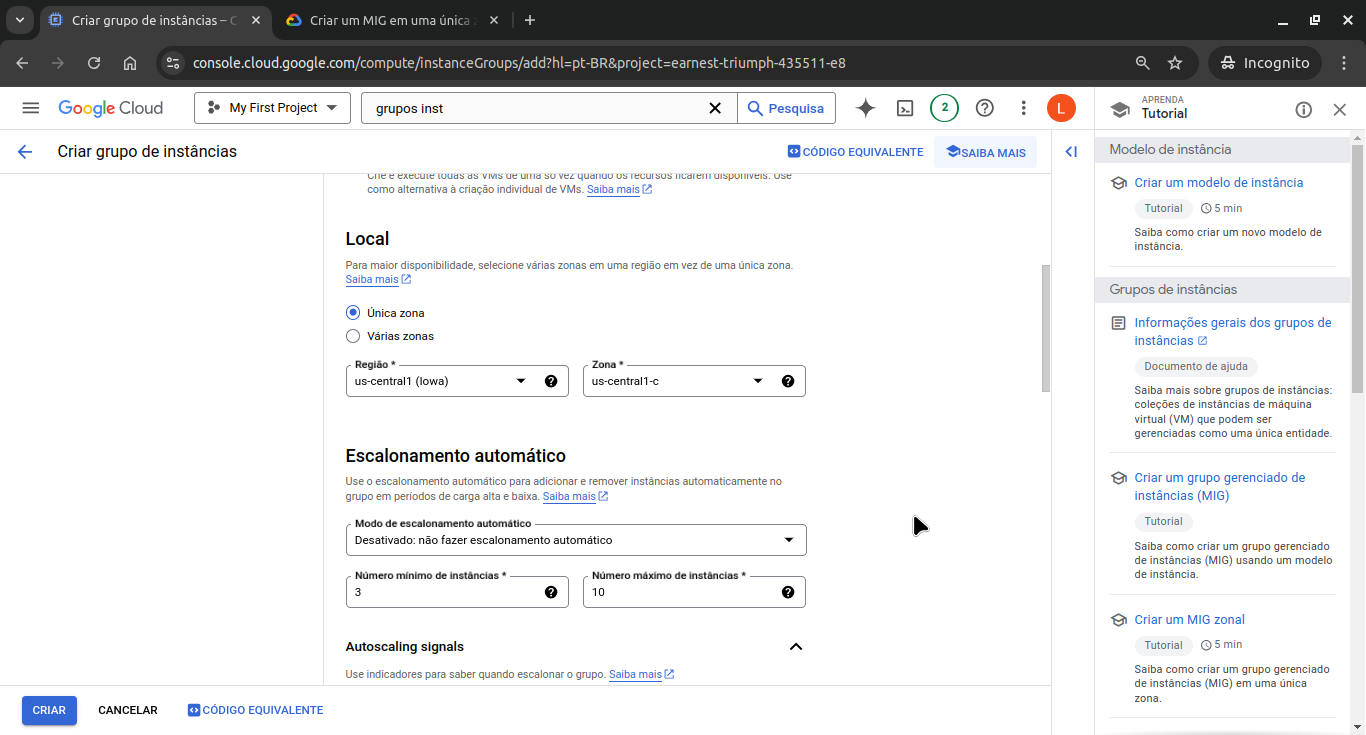 Criar grupo de instâncias – C
Criar um MIG em uma única
console.cloud.google.com/compute/instanceGroups/add?hl=pt-BR&project=earnest-triumph-435511-e8
Incognito
Google Cloud
My First Project
grupos inst
Pesquisa
2
L
Criar grupo de instâncias
CÓDIGO EQUIVALENTE
SAIBA MAIS
Crie e execute todas as VMs de uma só vez quando os recursos ficarem disponíveis. Use
como alternativa à criação individual de VMs. Saiba mais
Local
Para maior disponibilidade, selecione várias zonas em uma região em vez de uma única zona.
Saiba mais
Única zona
Várias zonas
Região *
us-central1 (Iowa)
Zona *
us-central1-c
Escalonamento automático
Use o escalonamento automático para adicionar e remover instâncias automaticamente no
grupo em períodos de carga alta e baixa. Saiba mais
Modo de escalonamento automático
Desativado: não fazer escalonamento automático
Número mínimo de instâncias *
3
Número máximo de instâncias *
10
Autoscaling signals
Use indicadores para saber quando escalonar o grupo. Saiba mais
CRIAR
CANCELAR
CÓDIGO EQUIVALENTE
APRENDA
Tutorial
Modelo de instância
Criar um modelo de instância
Tutorial
5 min
Saiba como criar um novo modelo de
instância.
Grupos de instâncias
Informações gerais dos grupos de
instâncias
Documento de ajuda
Saiba mais sobre grupos de instâncias:
coleções de instâncias de máquina
virtual (VM) que podem ser
gerenciadas como uma única entidade.
Criar um grupo gerenciado de
instâncias (MIG)
Tutorial
Saiba como criar um grupo gerenciado
de instâncias (MIG) usando um modelo
de instância.
Criar um MIG zonal
Tutorial
5 min
Saiba como criar um grupo gerenciado
de instâncias (MIG) em uma única
zona.